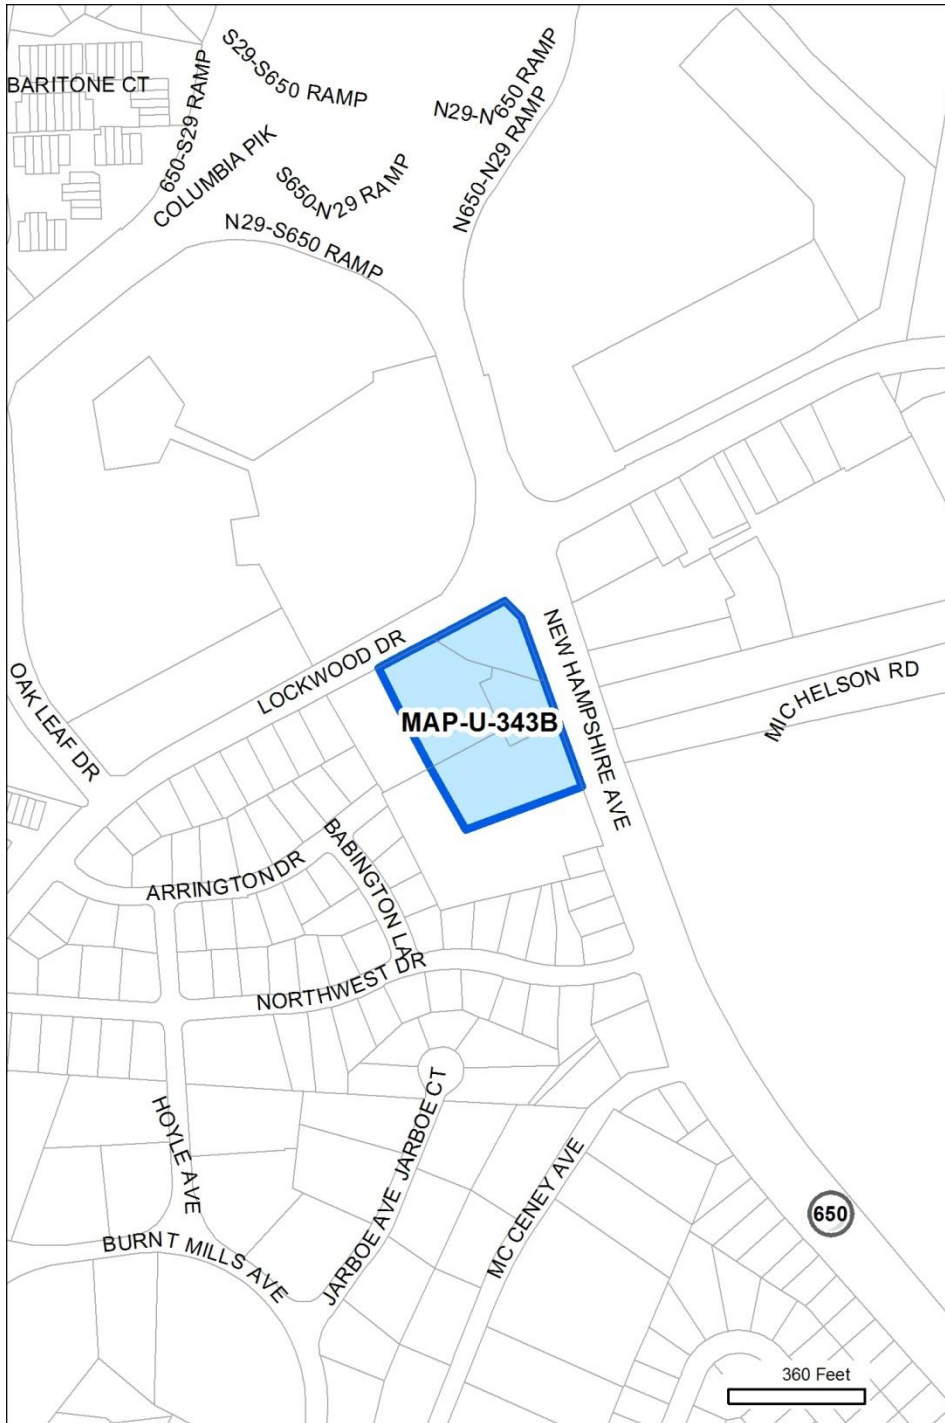 S29-S650 RAMP
BARITONE CT
650-S29 RAMP
N29-N650 RAMP
N650-N29 RAMP
COLUMBIA PIK
S650-N29 RAMP
N29-S650 RAMP
LOCKWOOD DR
NEW HAMPSHIRE AVE
OAK LEAF DR
MICHELSON RD
MAP-U-343B
BABINGTON LA
ARRINGTON DR
NORTHWEST DR
JARBOE CT
HOYLE AVE
MC CENEY AVE
JARBOE AVE
650
BURNT MILLS AVE
360 Feet